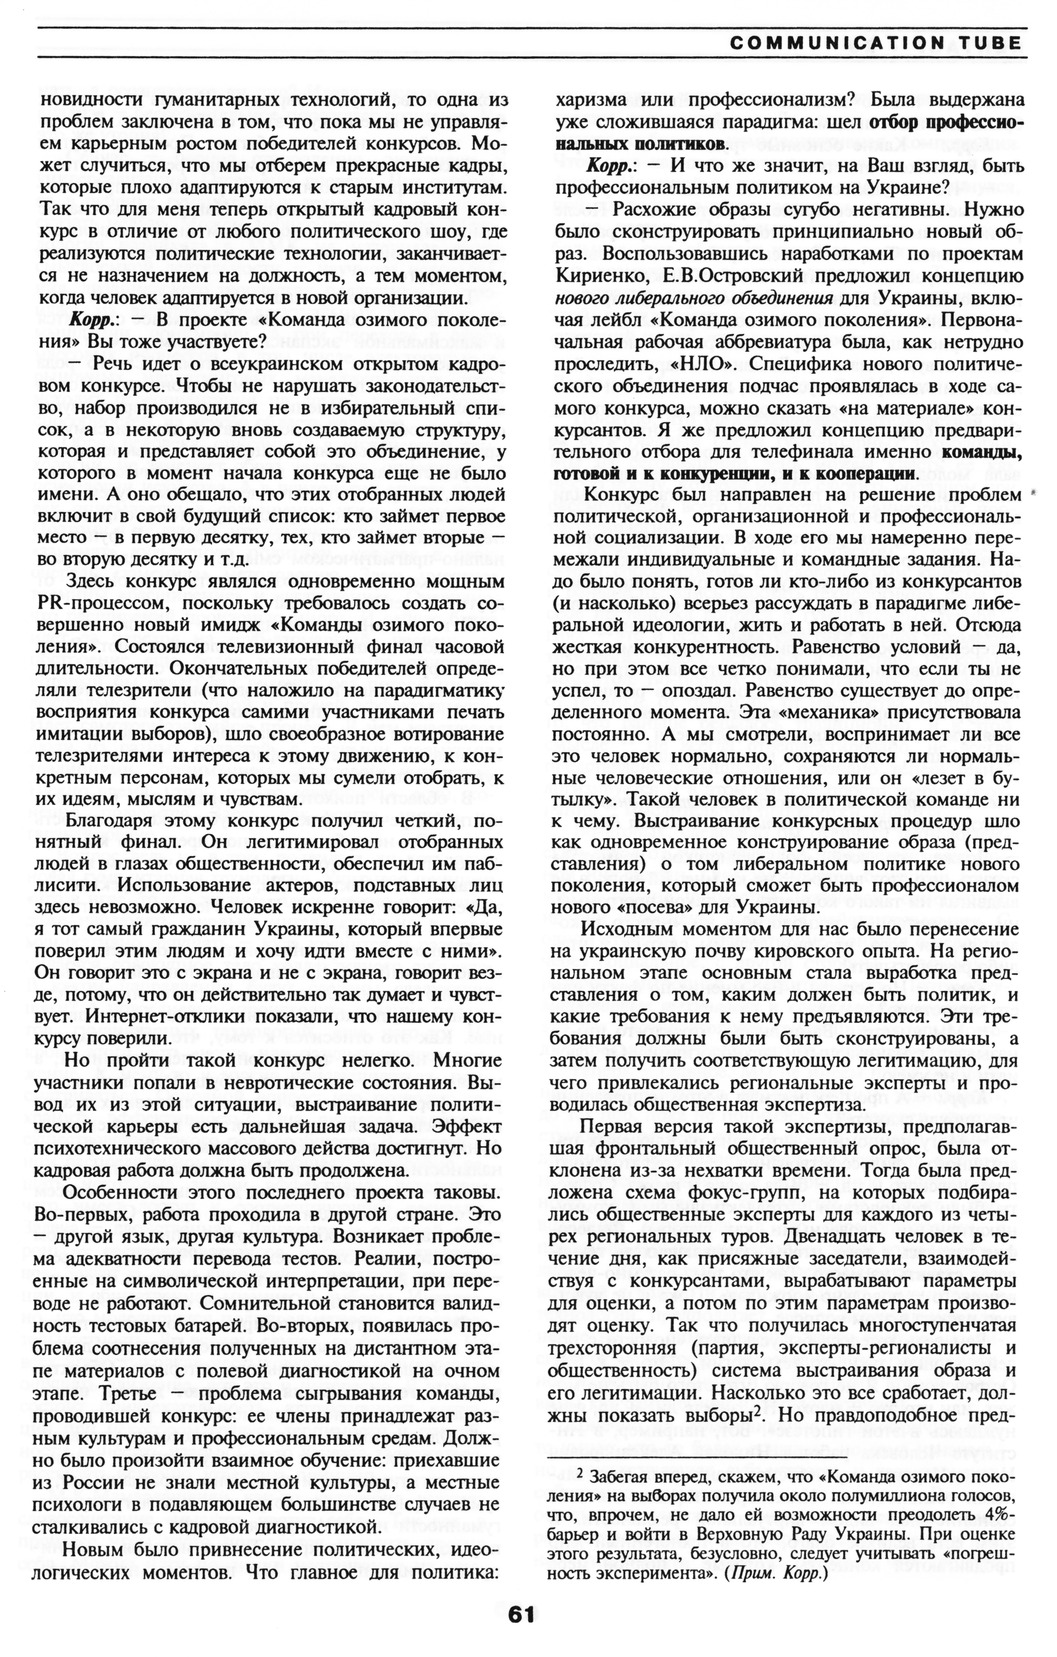 COMMUNICATION TUBE
новидности гуманитарных технологий, то одна из
проблем заключена в том, что пока мы не управля-
ем карьерным ростом победителей конкурсов. Мо-
жет случиться, что мы отберем прекрасные кадры,
которые плохо адаптируются к старым институтам.
Так что для меня теперь открытый кадровый кон-
курс в отличие от любого политического шоу, где
реализуются политические технологии, заканчивает-
ся не назначением на должность, а тем моментом,
когда человек адаптируется в новой организации.
Корр.: — В проекте «Команда озимого поколе-
ния» Вы тоже участвуете?
— Речь идет о всеукраинском открытом кадро-
вом конкурсе. Чтобы не нарушать законодательст-
во, набор производился не в избирательный спи-
сок, а в некоторую вновь создаваемую структуру,
которая и представляет собой это объединение, у
которого в момент начала конкурса еще не было
имени. А оно обещало, что этих отобранных людей
включит в свой будущий список: кто займет первое
место — в первую десятку, тех, кто займет вторые —
во вторую десятку и т.д.
Здесь конкурс являлся одновременно мощным
PR-процессом, поскольку требовалось создать со-
вершенно новый имидж «Команды озимого поко-
ления». Состоялся телевизионный финал часовой
длительности. Окончательных победителей опреде-
ляли телезрители (что наложило на парадигматику
восприятия конкурса самими участниками печать
имитации выборов), шло своеобразное вотирование
телезрителями интереса к этому движению, к кон-
кретным персонам, которых мы сумели отобрать, к
их идеям, мыслям и чувствам.
Благодаря этому конкурс получил четкий, по-
нятный финал. Он легитимировал отобранных
людей в глазах общественности, обеспечил им паб-
лисити. Использование актеров, подставных лиц
здесь невозможно. Человек искренне говорит: «Да,
я тот самый гражданин Украины, который впервые
поверил этим людям и хочу идти вместе с ними».
Он говорит это с экрана и не с экрана, говорит вез-
де, потому, что он действительно так думает и чувст-
вует. Интернет-отклики показали, что нашему кон-
курсу поверили.
Но пройти такой конкурс нелегко. Многие
участники попали в невротические состояния. Вы-
вод их из этой ситуации, выстраивание полити-
ческой карьеры есть дальнейшая задача. Эффект
психотехнического массового действа достигнут. Но
кадровая работа должна быть продолжена.
Особенности этого последнего проекта таковы.
Во-первых, работа проходила в другой стране. Это
— другой язык, другая культура. Возникает пробле-
ма адекватности перевода тестов. Реалии, постро-
енные на символической интерпретации, при пере-
воде не работают. Сомнительной становится валид-
ность тестовых батарей. Во-вторых, появилась про-
блема соотнесения полученных на дистантном эта-
пе материалов с полевой диагностикой на очном
этапе. Третье — проблема сыгрывания команды,
проводившей конкурс: ее члены принадлежат раз-
ным культурам и профессиональным средам. Долж-
но было произойти взаимное обучение: приехавшие
из России не знали местной культуры, а местные
психологи в подавляющем большинстве случаев не
сталкивались с кадровой диагностикой.
Новым было привнесение политических, идео-
логических моментов. Что главное для политика:
харизма или профессионализм? Была выдержана
уже сложившаяся парадигма: шел отбор профессио-
нальных политиков.
Корр.: — И что же значит, на Ваш взгляд, быть
профессиональным политиком на Украине?
— Расхожие образы сугубо негативны. Нужно
было сконструировать принципиально новый об-
раз. Воспользовавшись наработками по проектам
Кириенко, Е.В.Островский предложил концепцию
нового либерального объединения для Украины, вклю-
чая лейбл «Команда озимого поколения». Первона-
чальная рабочая аббревиатура была, как нетрудно
проследить, «НЛО». Специфика нового политиче-
ского объединения подчас проявлялась в ходе са-
мого конкурса, можно сказать «на материале» кон-
курсантов. Я же предложил концепцию предвари-
тельного отбора для телефинала именно команды,
готовой и к конкуренции, и к кооперации.
Конкурс был направлен на решение проблем
политической, организационной и профессиональ-
ной социализации. В ходе его мы намеренно пере-
межали индивидуальные и командные задания. На-
до было понять, готов ли кто-либо из конкурсантов
(и насколько) всерьез рассуждать в парадигме либе-
ральной идеологии, жить и работать в ней. Отсюда
жесткая конкурентность. Равенство условий — да,
но при этом все четко понимали, что если ты не
успел, то — опоздал. Равенство существует до опре-
деленного момента. Эта «механика» присутствовала
постоянно. А мы смотрели, воспринимает ли все
это человек нормально, сохраняются ли нормаль-
ные человеческие отношения, или он «лезет в бу-
тылку». Такой человек в политической команде ни
к чему. Выстраивание конкурсных процедур шло
как одновременное конструирование образа (пред-
ставления) о том либеральном политике нового
поколения, который сможет быть профессионалом
нового «посева» для Украины.
Исходным моментом для нас было перенесение
на украинскую почву кировского опыта. На регио-
нальном этапе основным стала выработка пред-
ставления о том, каким должен быть политик, и
какие требования к нему предъявляются. Эти тре-
бования должны были быть сконструированы, а
затем получить соответствующую легитимацию, для
чего привлекались региональные эксперты и про-
водилась общественная экспертиза.
Первая версия такой экспертизы, предполагав-
шая фронтальный общественный опрос, была от-
клонена из-за нехватки времени. Тогда была пред-
ложена схема фокус-групп, на которых подбира-
лись общественные эксперты для каждого из четы-
рех региональных туров. Двенадцать человек в те-
чение дня, как присяжные заседатели, взаимодей-
ствуя с конкурсантами, вырабатывают параметры
для оценки, а потом по этим параметрам произво-
дят оценку. Так что получилась многоступенчатая
трехсторонняя (партия, эксперты-регионалисты и
общественность) система выстраивания образа и
его легитимации. Насколько это все сработает, дол-
жны показать выборы². Но правдоподобное пред-
² Забегая вперед, скажем, что «Команда озимого поко-
ления» на выборах получила около полумиллиона голосов,
что, впрочем, не дало ей возможности преодолеть 4%-
барьер и войти в Верховную Раду Украины. При оценке
этого результата, безусловно, следует учитывать «погреш-
ность эксперимента». (Прим. Корр.)
61